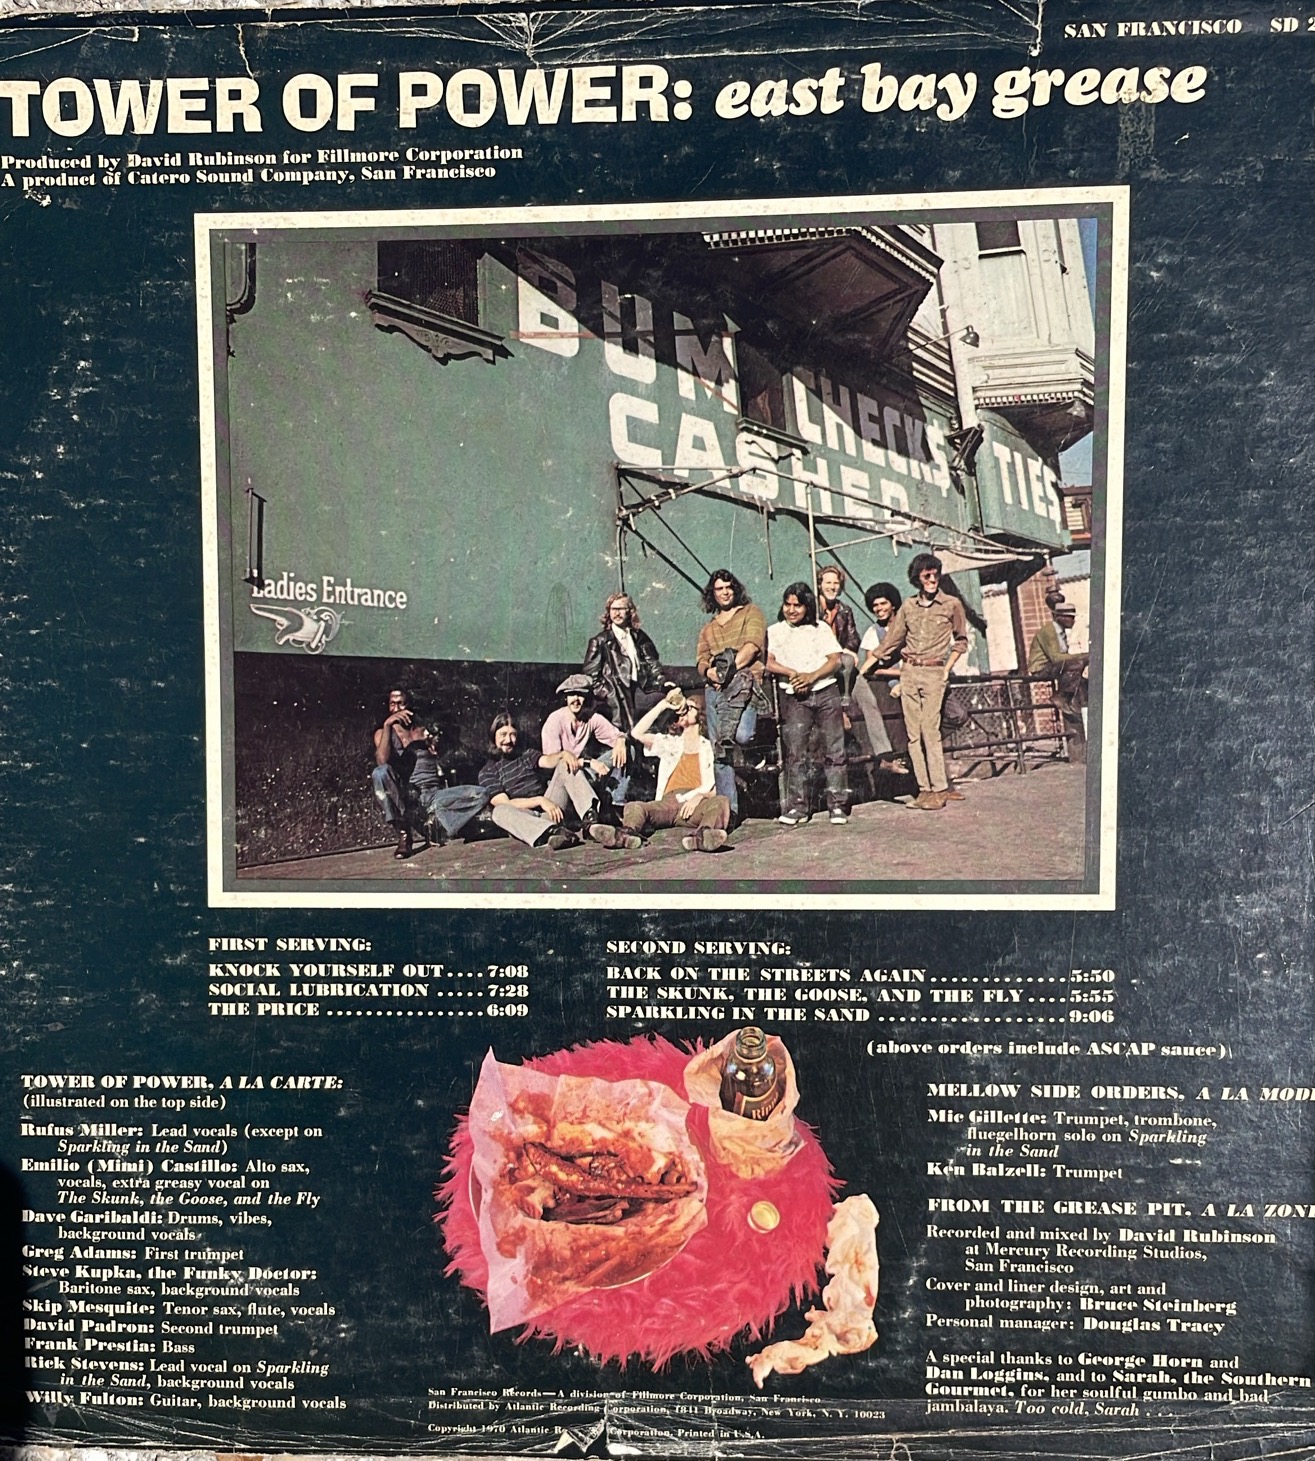 SAN FRANCISCO SD
TOWER OF POWER: east bay grease
Produced by David Rubinson for Fillmore Corporation
A product of Catero Sound Company, San Francisco
BUM CHECK$
CASHED
TIES
Ladies Entrance
FIRST SERVING:
KNOCK YOURSELF OUT....7:08
SOCIAL LUBRICATION .....7:28
THE PRICE ................6:09
SECOND SERVING:
BACK ON THE STREETS AGAIN.............5:50
THE SKUNK, THE GOOSE, AND THE FLY....5:55
SPARKLING IN THE SAND ..................9:06
(above orders include ASCAP sauce)
TOWER OF POWER, A LA CARTE:
(illustrated on the top side)
Rufus Miller: Lead vocals (except on
Sparkling in the Sand)
Emilio (Mimi) Castillo: Alto sax,
vocals, extra greasy vocal on
The Skunk, the Goose, and the Fly
Dave Garibaldi: Drums, vibes,
background vocals
Greg Adams: First trumpet
Steve Kupka, the Funky Doctor:
Baritone sax, background vocals
Skip Mesquite: Tenor sax, flute, vocals
David Padron: Second trumpet
Frank Prestia: Bass
Rick Stevens: Lead vocal on Sparkling
in the Sand, background vocals
Willy Fulton: Guitar, background vocals
MELLOW SIDE ORDERS, A LA MOD
Mic Gillette: Trumpet, trombone,
fluegelhorn solo on Sparkling
in the Sand
Ken Balzell: Trumpet
FROM THE GREASE PIT, A LA ZON
Recorded and mixed by David Rubinson
at Mercury Recording Studios,
San Francisco
Cover and liner design, art and
photography: Bruce Steinberg
Personal manager: Douglas Tracy
A special thanks to George Horn and
Dan Loggins, and to Sarah, the Southern
Gourmet, for her soulful gumbo and bad
jambalaya. Too cold, Sarah . . .
San Francisco Records—A division of Fillmore Corporation, San Francisco
Distributed by Atlantic Recording Corporation, 1841 Broadway, New York, N. Y. 10023
Copyright 1970 Atlantic Corporation, Printed in U.S.A.